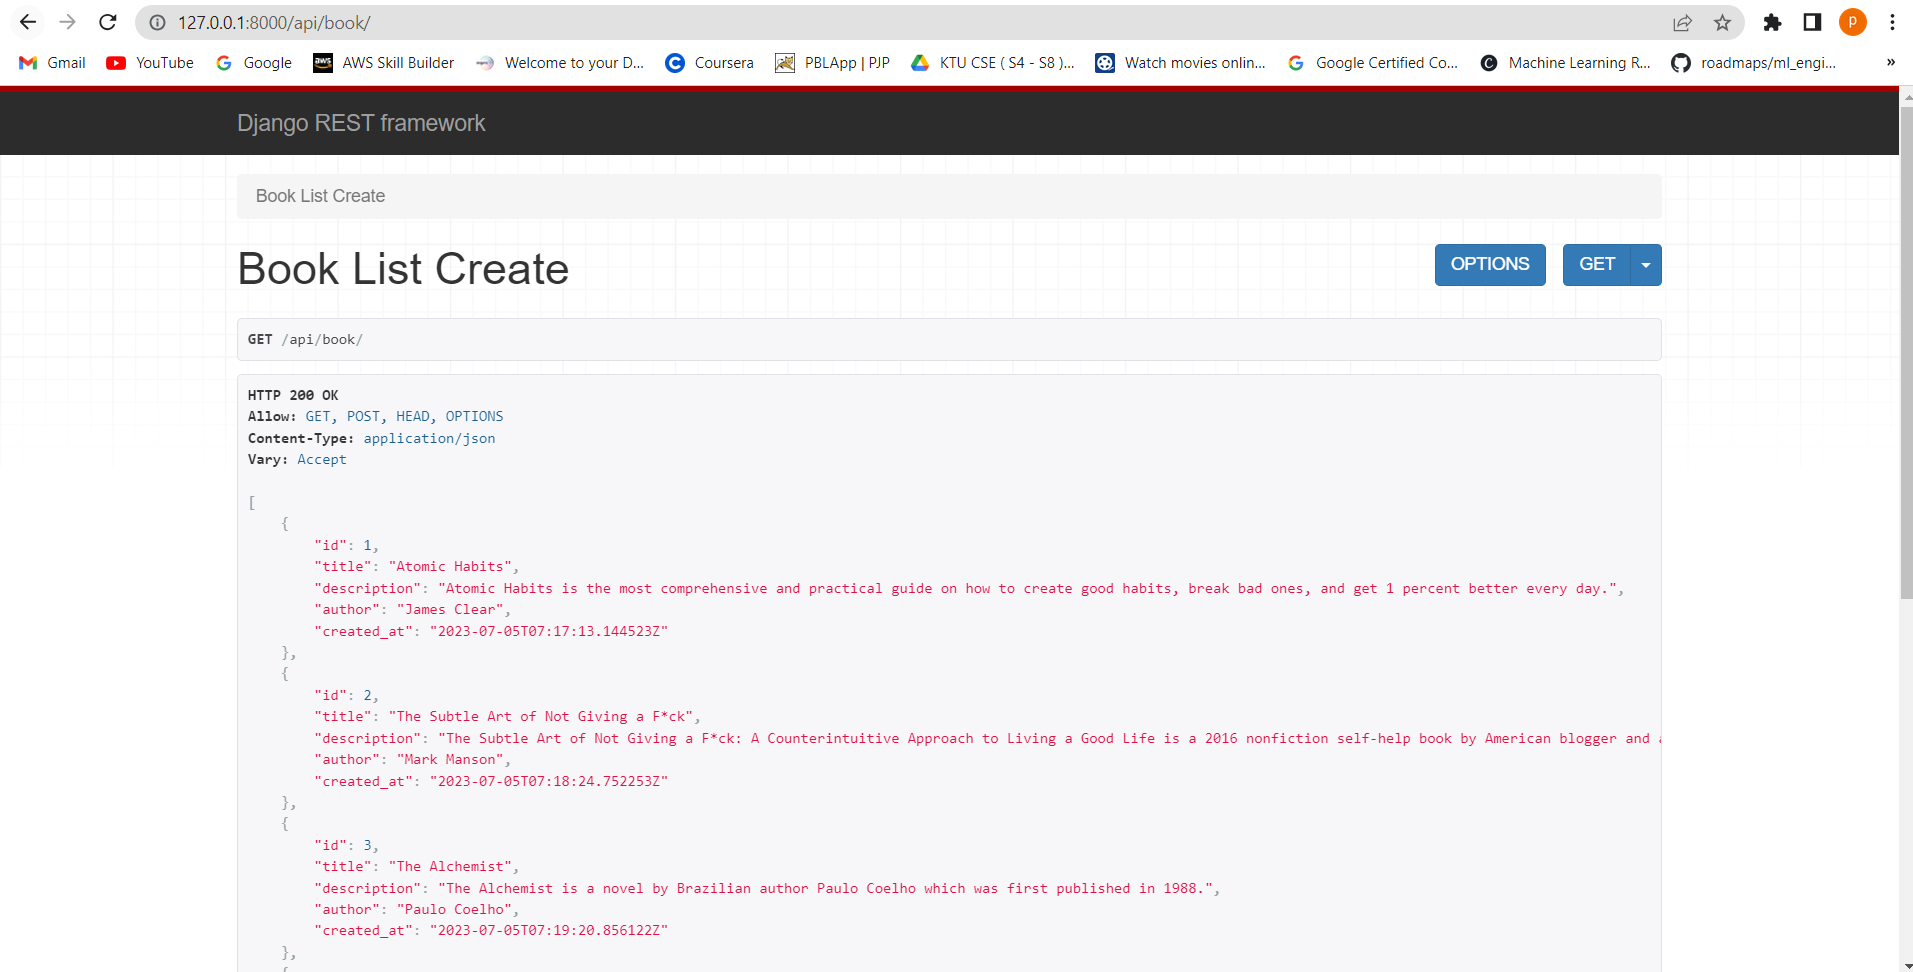 127.0.0.1:8000/api/book/
P
Gmail YouTube Google AWS Skill Builder Welcome to your D... Coursera PBLApp | PJP KTU CSE ( S4 - S8 )... Watch movies onlin... Google Certified Co... Machine Learning R... roadmaps/ml_engi... »
Django REST framework
Book List Create
Book List Create
OPTIONS GET
GET /api/book/
HTTP 200 OK
Allow: GET, POST, HEAD, OPTIONS
Content-Type: application/json
Vary: Accept
[
    {
        "id": 1,
        "title": "Atomic Habits",
        "description": "Atomic Habits is the most comprehensive and practical guide on how to create good habits, break bad ones, and get 1 percent better every day.",
        "author": "James Clear",
        "created_at": "2023-07-05T07:17:13.144523Z"
    },
    {
        "id": 2,
        "title": "The Subtle Art of Not Giving a F*ck",
        "description": "The Subtle Art of Not Giving a F*ck: A Counterintuitive Approach to Living a Good Life is a 2016 nonfiction self-help book by American blogger and
        "author": "Mark Manson",
        "created_at": "2023-07-05T07:18:24.752253Z"
    },
    {
        "id": 3,
        "title": "The Alchemist",
        "description": "The Alchemist is a novel by Brazilian author Paulo Coelho which was first published in 1988.",
        "author": "Paulo Coelho",
        "created_at": "2023-07-05T07:19:20.856122Z"
    },